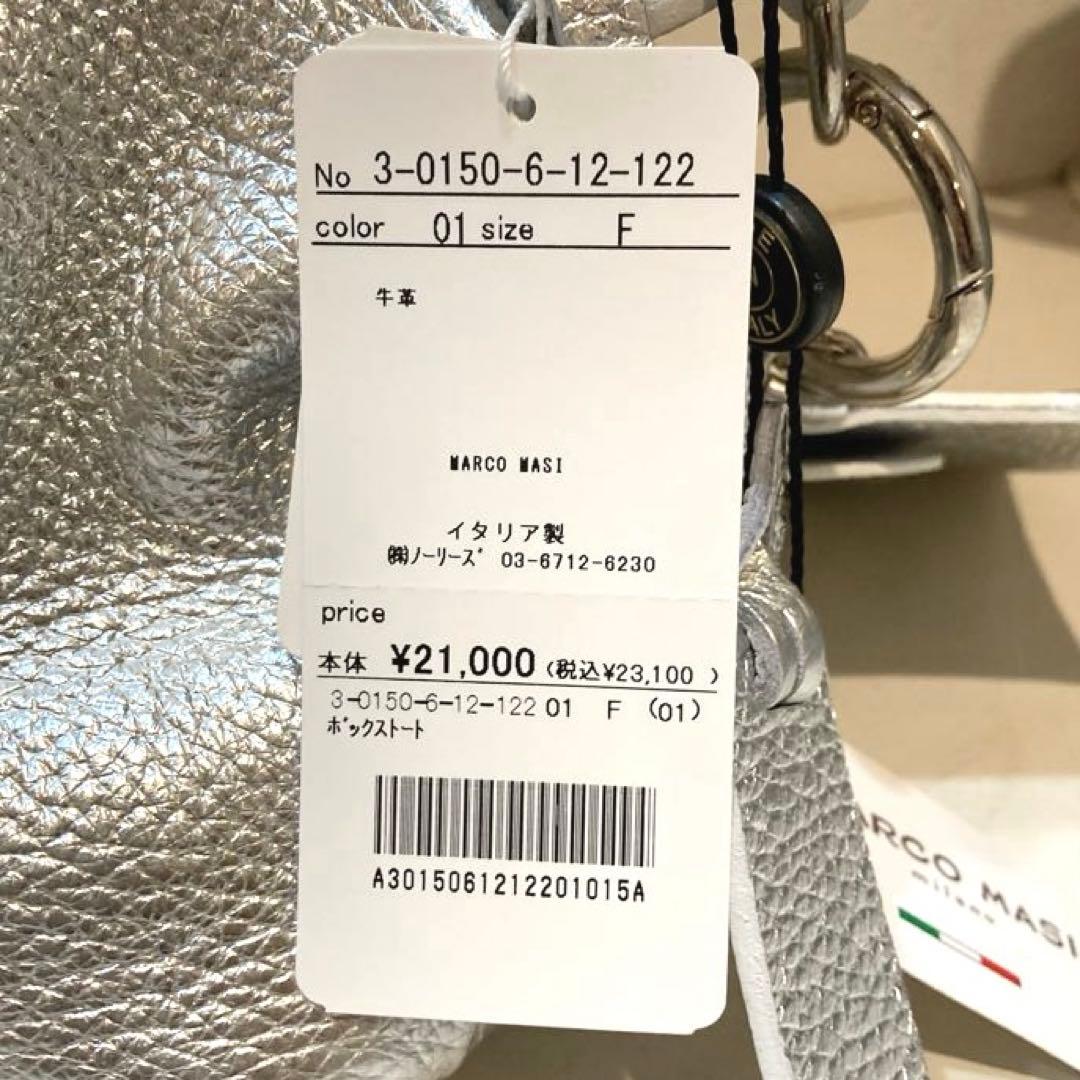 No 3-0150-6-12-122
color 01 size F
牛革
MARCO MASI
イタリア製
㈱ノーリーズ 03-6712-6230
price
本体 ¥21,000 (税込¥23,100 )
3-0150-6-12-122 01 F (01)
ボックストート
A3015061212201015A
ARCO MASI
milano